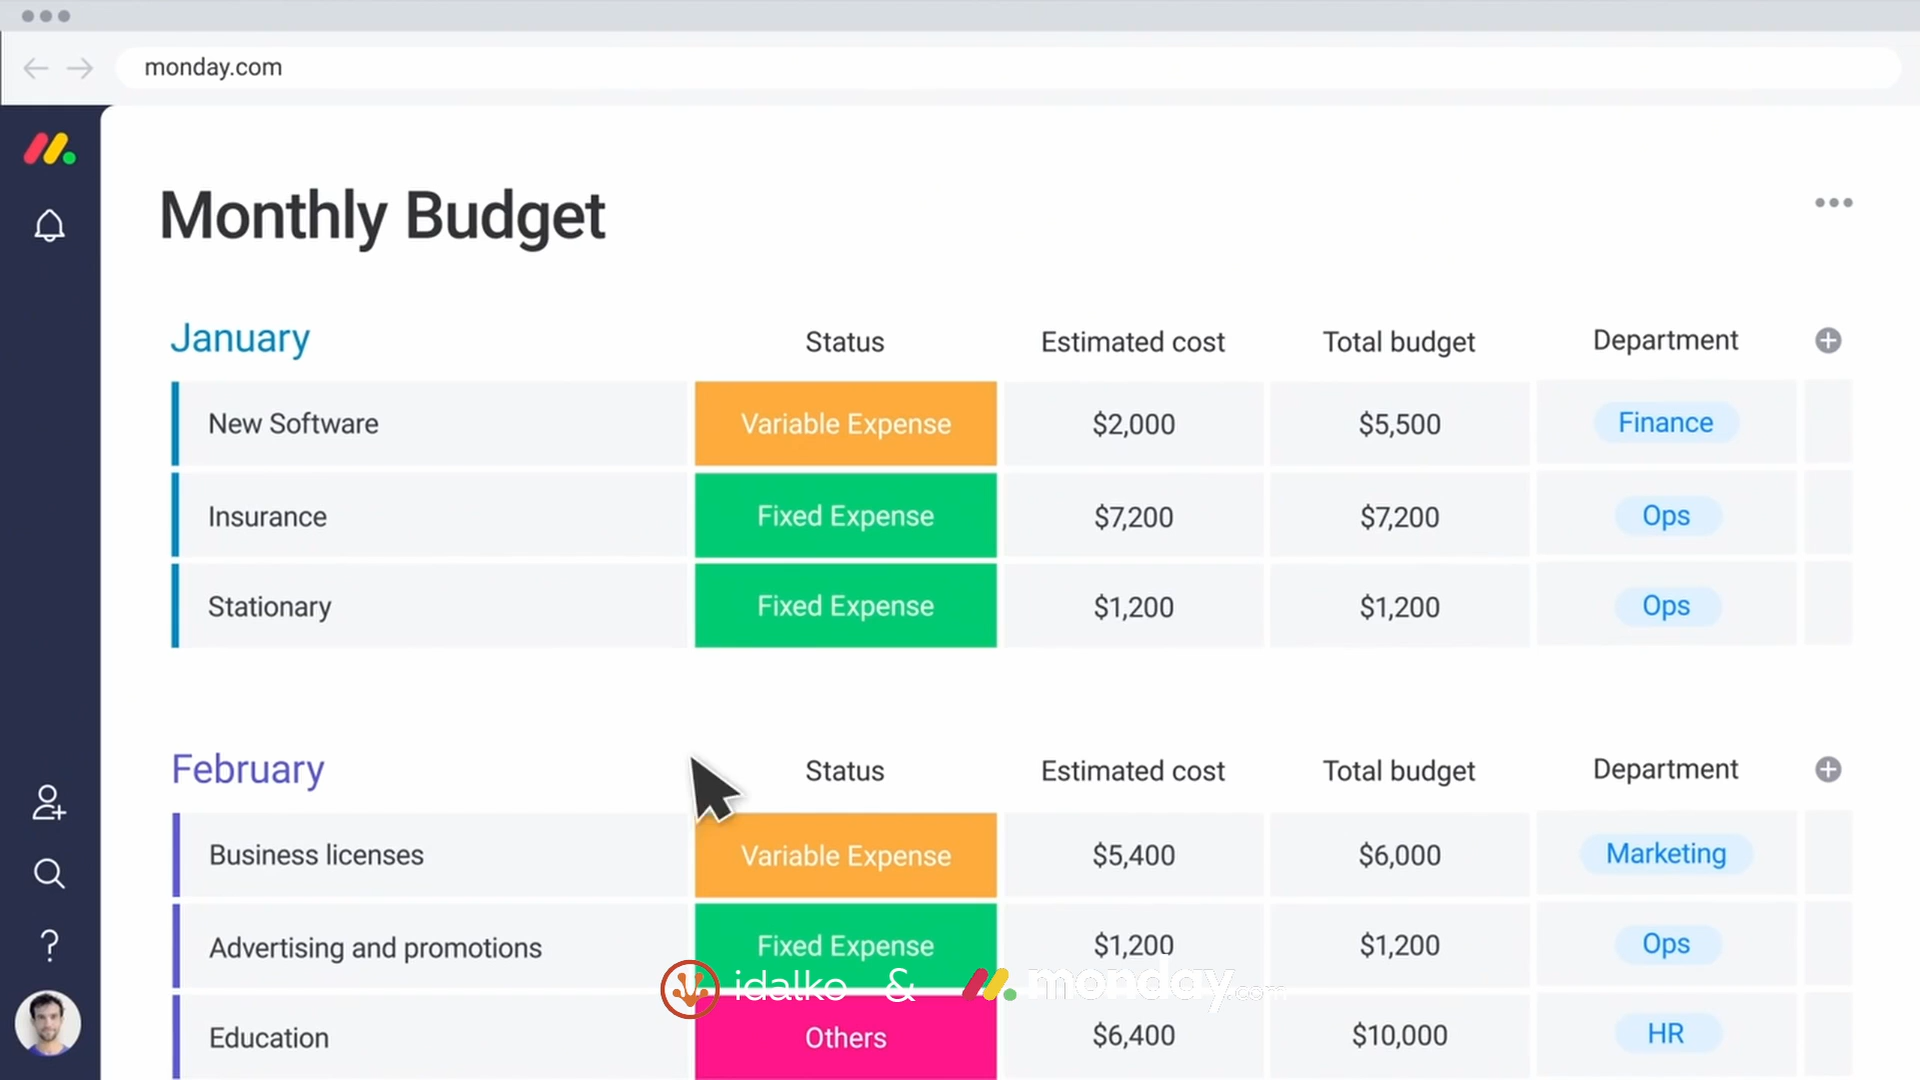 monday.com
Monthly Budget
January Status Estimated cost Total budget Department
New Software Variable Expense $2,000 $5,500 Finance
Insurance Fixed Expense $7,200 $7,200 Ops
Stationary Fixed Expense $1,200 $1,200 Ops
February Status Estimated cost Total budget Department
Business licenses Variable Expense $5,400 $6,000 Marketing
Advertising and promotions Fixed Expense $1,200 $1,200 Ops
idalko & monday.com
Education Others $6,400 $10,000 HR